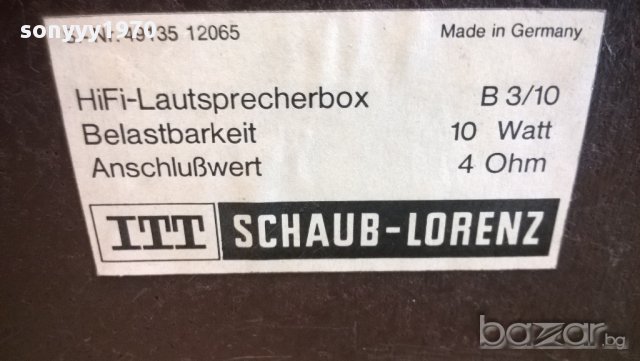 sonyyy1970
49135 12065 Made in Germany
HiFi-Lautsprecherbox B 3/10
Belastbarkeit 10 Watt
Anschlußwert 4 Ohm
ITT SCHAUB-LORENZ
bazar.bg